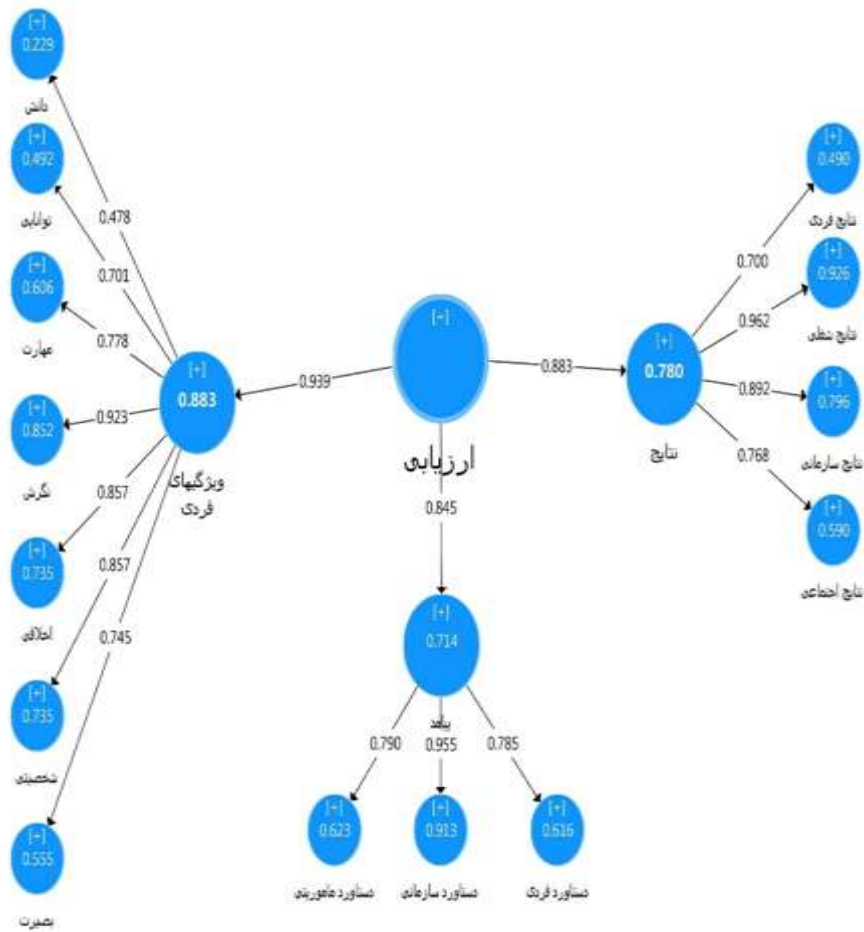 [+]
0.229
دانش
[+]
0.492
توانایی
[+]
0.606
مهارت
[+]
0.852
نگرش
[+]
0.735
اخلاقی
[+]
0.735
شخصیتی
[+]
0.555
بصیرت
0.478
0.701
0.778
0.923
0.857
0.857
0.745
[+]
0.883
ویژگیهای
فردی
0.939
[+]
ارزیابی
0.883
0.845
[+]
0.780
نتایج
0.700
0.962
0.892
0.768
[+]
0.490
نتایج فردی
[+]
0.926
نتایج شغلی
[+]
0.796
نتایج سازمانی
[+]
0.590
نتایج اجتماعی
[+]
0.714
پیامد
0.790
0.955
0.785
[+]
0.623
دستاورد ماموریتی
[+]
0.913
دستاورد سازمانی
[+]
0.616
دستاورد فردی